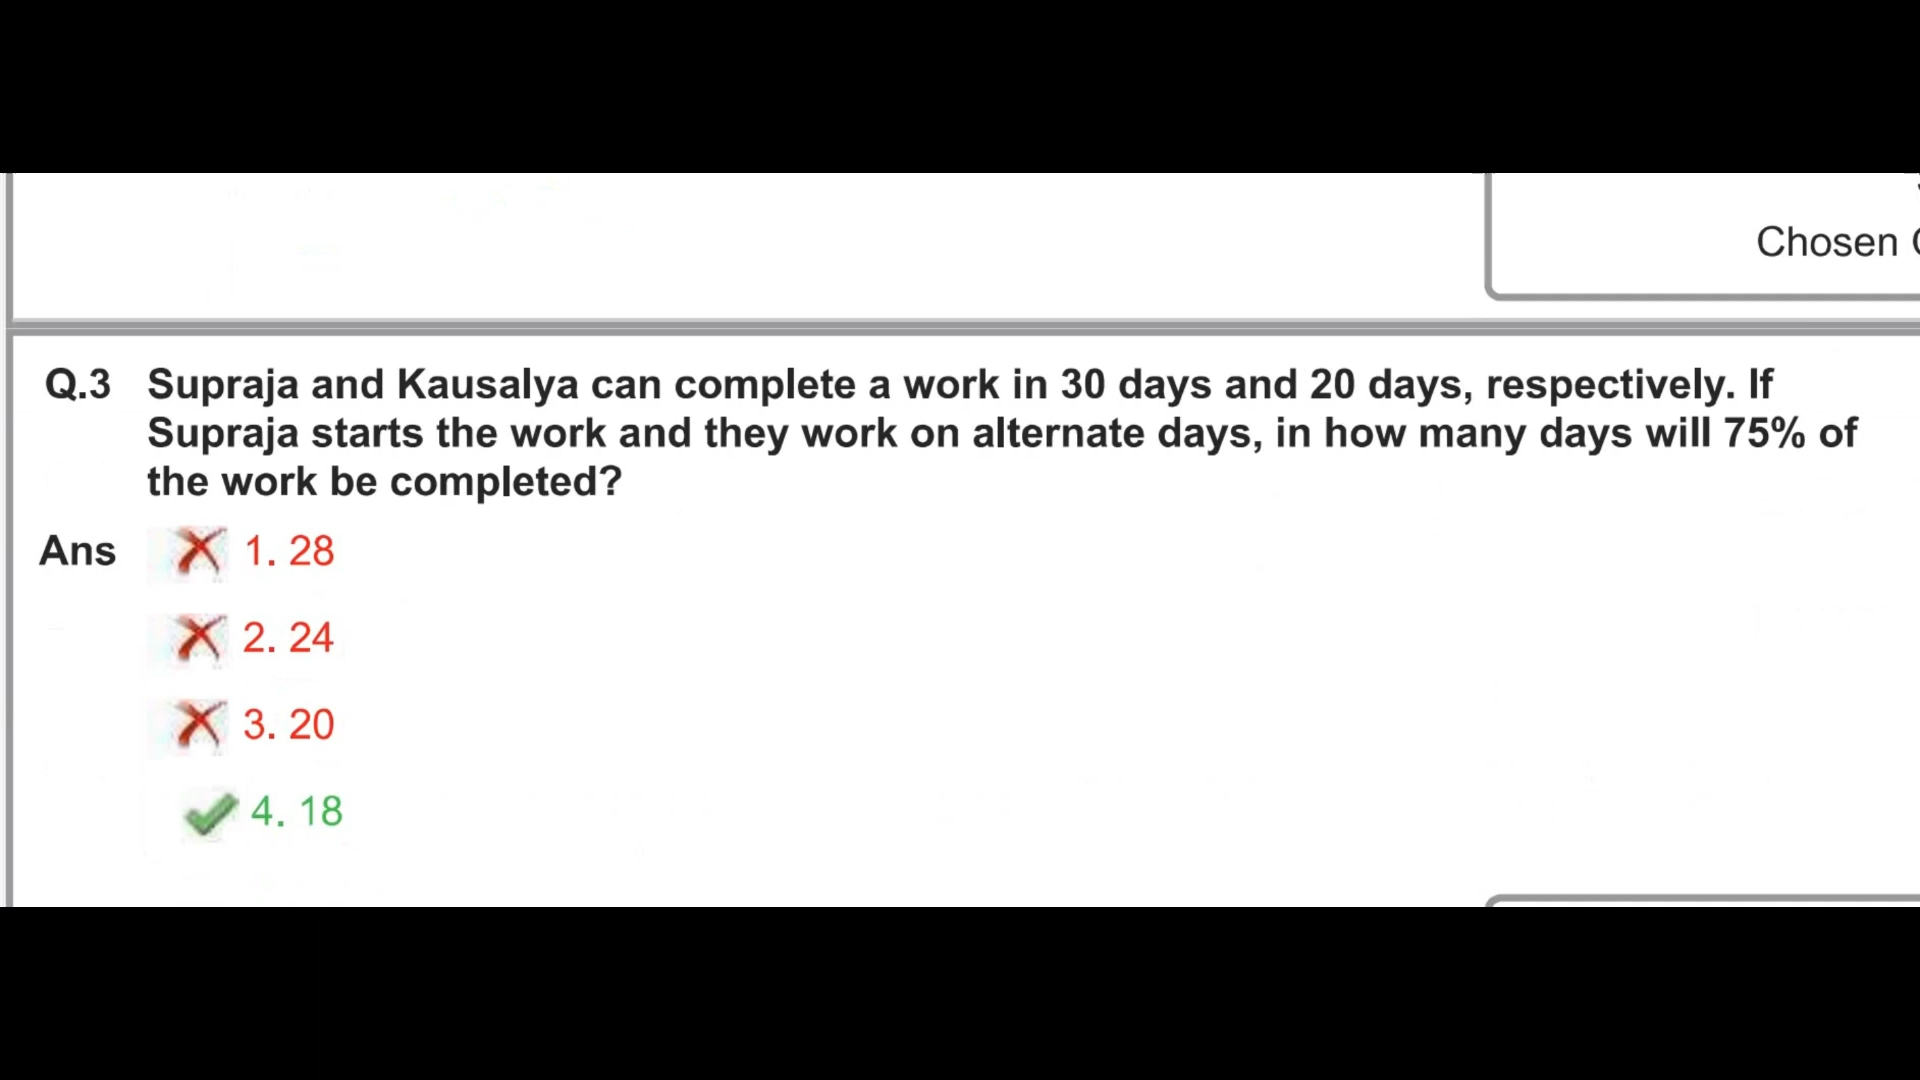 Chosen
Q.3 Supraja and Kausalya can complete a work in 30 days and 20 days, respectively. If
Supraja starts the work and they work on alternate days, in how many days will 75% of
the work be completed?
Ans 1. 28
2. 24
3. 20
4. 18